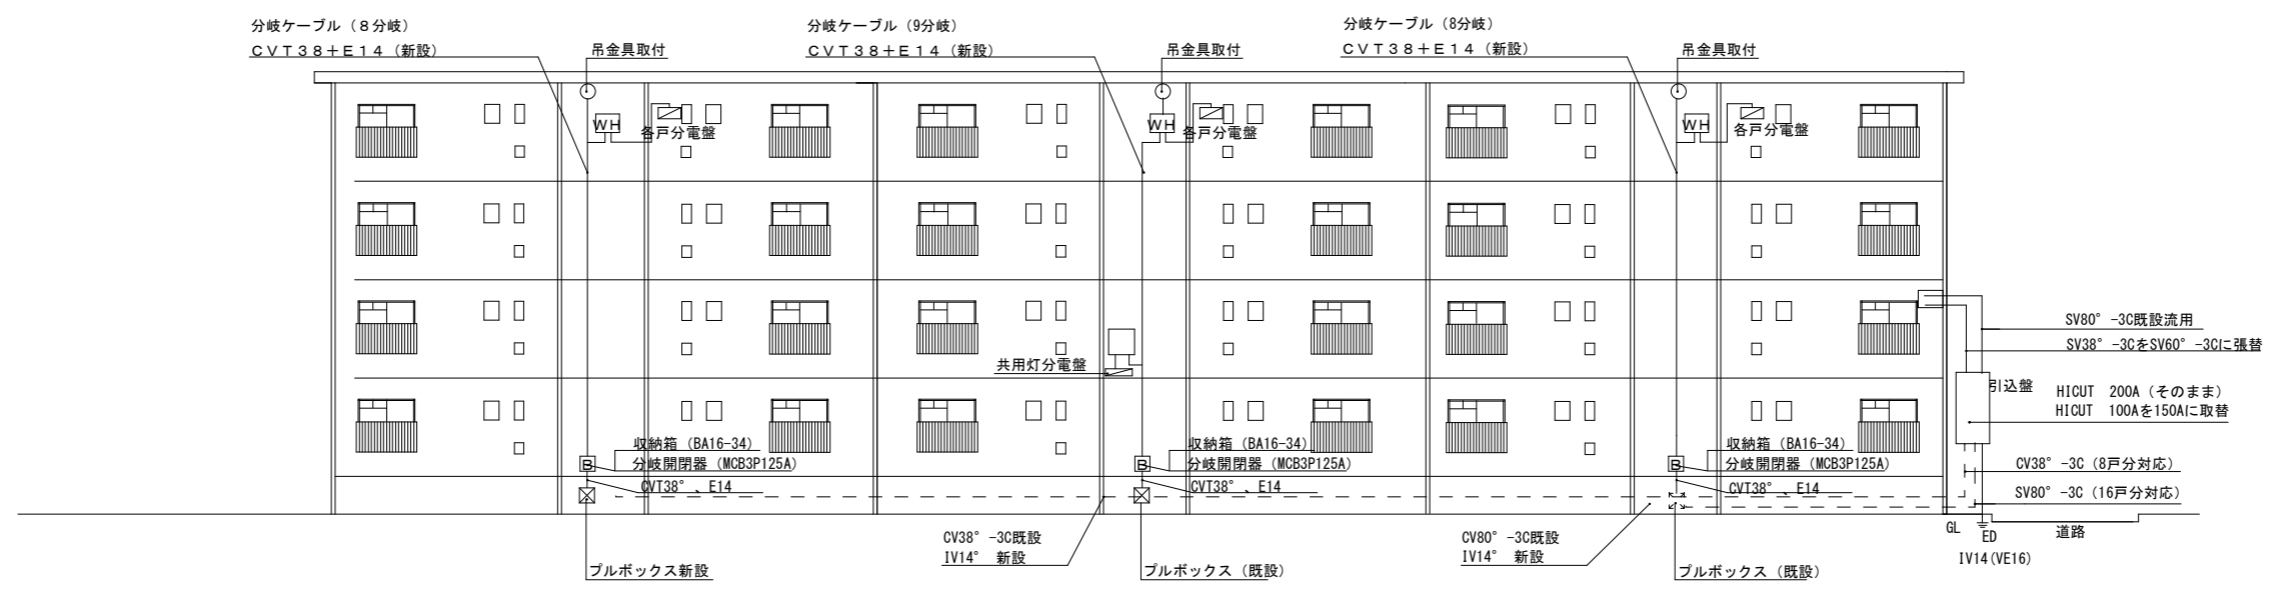 分岐ケーブル（８分岐）
ＣＶＴ３８＋Ｅ１４（新設）
吊金具取付
分岐ケーブル（9分岐）
ＣＶＴ３８＋Ｅ１４（新設）
吊金具取付
分岐ケーブル（8分岐）
ＣＶＴ３８＋Ｅ１４（新設）
吊金具取付
ＷＨ
各戸分電盤
ＷＨ
各戸分電盤
ＷＨ
各戸分電盤
共用灯分電盤
SV80°-3C既設流用
SV38°-3CをSV60°-3Cに張替
引込盤
HICUT 200A（そのまま）
HICUT 100Aを150Aに取替
収納箱（BA16-34）
B
分岐開閉器（MCB3P125A）
CVT38°、E14
収納箱（BA16-34）
B
分岐開閉器（MCB3P125A）
CVT38°、E14
収納箱（BA16-34）
B
分岐開閉器（MCB3P125A）
CVT38°、E14
CV38°-3C（8戸分対応）
SV80°-3C（16戸分対応）
GL
ED
道路
IV14(VE16)
CV38°-3C既設
IV14° 新設
CV80°-3C既設
IV14° 新設
プルボックス新設
プルボックス（既設）
プルボックス（既設）